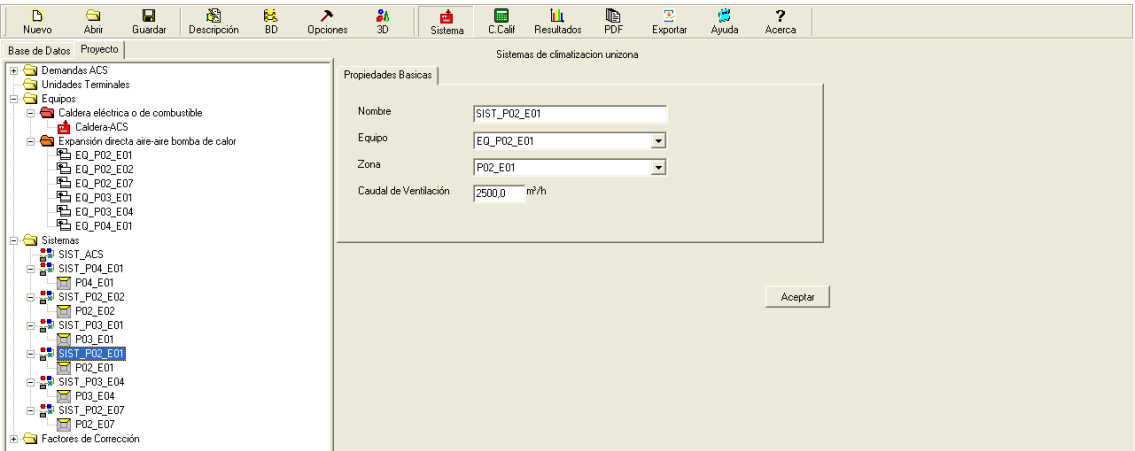 Nuevo Abrir Guardar Descripción BD Opciones 3D Sistema C.Calif Resultados PDF Exportar Ayuda Acerca
Base de Datos Proyecto
Demandas ACS
Unidades Terminales
Equipos
Caldera eléctrica o de combustible
Caldera-ACS
Expansión directa aire-aire bomba de calor
EQ_P02_E01
EQ_P02_E02
EQ_P02_E07
EQ_P03_E01
EQ_P03_E04
EQ_P04_E01
Sistemas
SIST_ACS
SIST_P04_E01
P04_E01
SIST_P02_E02
P02_E02
SIST_P03_E01
P03_E01
SIST_P02_E01
P02_E01
SIST_P03_E04
P03_E04
SIST_P02_E07
P02_E07
Factores de Corrección
Sistemas de climatizacion unizona
Propiedades Basicas
Nombre SIST_P02_E01
Equipo EQ_P02_E01
Zona P02_E01
Caudal de Ventilación 2500,0 m³/h
Aceptar